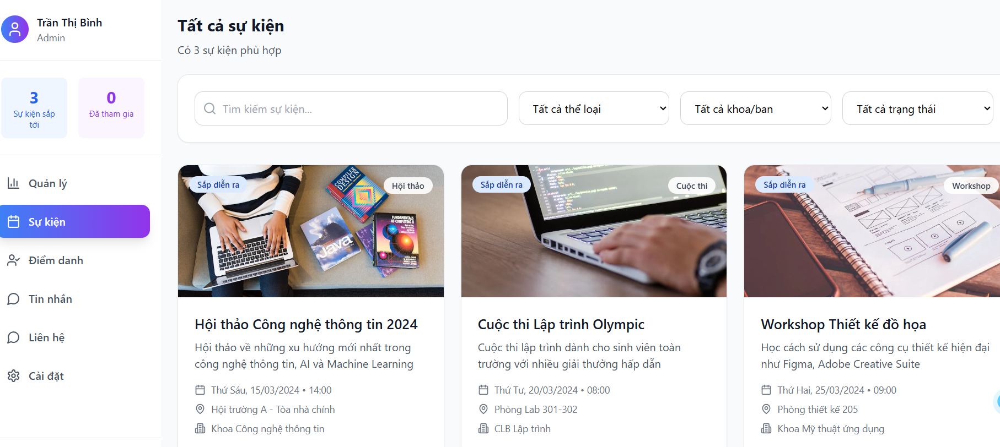 Trần Thị Bình
Admin
3
Sự kiện sắp
tới
0
Đã tham gia
Quản lý
Sự kiện
Điểm danh
Tin nhắn
Liên hệ
Cài đặt
Tất cả sự kiện
Có 3 sự kiện phù hợp
Tìm kiếm sự kiện...
Tất cả thể loại
Tất cả khoa/ban
Tất cả trạng thái
Sắp diễn ra
Hội thảo
COMPILER
DESIGN
Java
C++
FUNDAMENTALS
OF COMPUTING II
Hội thảo Công nghệ thông tin 2024
Hội thảo về những xu hướng mới nhất trong
công nghệ thông tin, AI và Machine Learning
Thứ Sáu, 15/03/2024 • 14:00
Hội trường A - Tòa nhà chính
Khoa Công nghệ thông tin
Sắp diễn ra
Cuộc thi
Cuộc thi Lập trình Olympic
Cuộc thi lập trình dành cho sinh viên toàn
trường với nhiều giải thưởng hấp dẫn
Thứ Tư, 20/03/2024 • 08:00
Phòng Lab 301-302
CLB Lập trình
Sắp diễn ra
Workshop
Workshop Thiết kế đồ họa
Học cách sử dụng các công cụ thiết kế hiện đại
như Figma, Adobe Creative Suite
Thứ Hai, 25/03/2024 • 09:00
Phòng thiết kế 205
Khoa Mỹ thuật ứng dụng